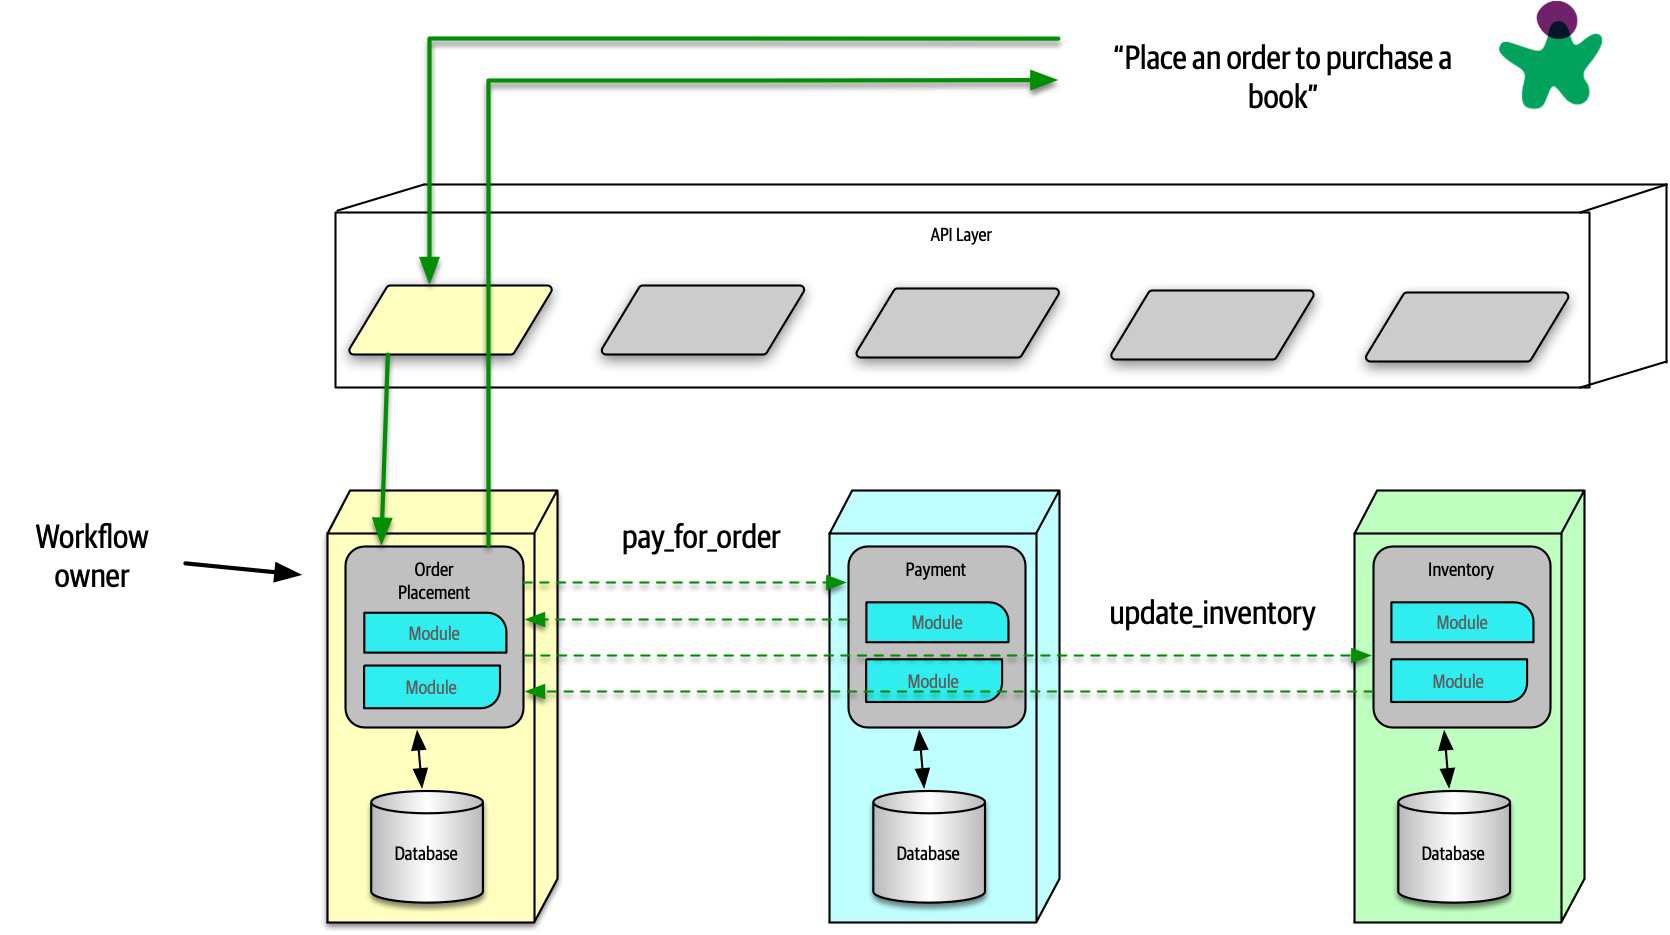 “Place an order to purchase a
book”
API Layer
Workflow
owner
Order
Placement
Module
Module
Database
pay_for_order
Payment
Module
Module
Database
update_inventory
Inventory
Module
Module
Database